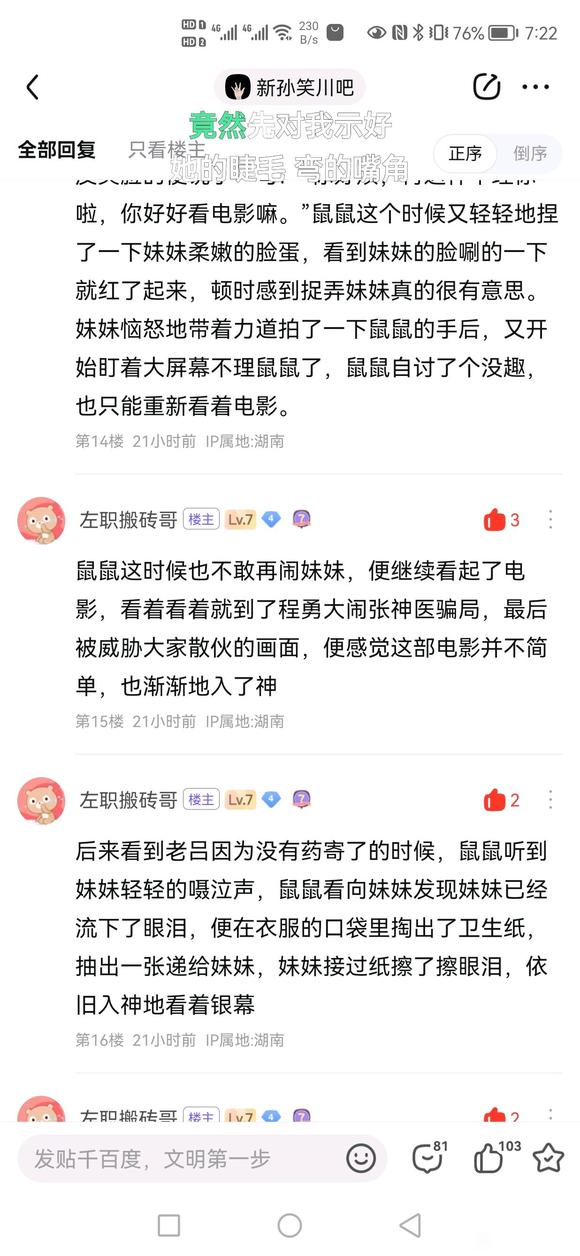 HD 1 HD 2 4G 4G 230 B/s 76% 7:22
新孙笑川吧
竟然先对我示好
全部回复 只看楼主 正序 倒序
她的睫毛 弯的嘴角
啦，你好好看电影嘛。”鼠鼠这个时候又轻轻地捏
了一下妹妹柔嫩的脸蛋，看到妹妹的脸唰的一下
就红了起来，顿时感到捉弄妹妹真的很有意思。
妹妹恼怒地带着力道拍了一下鼠鼠的手后，又开
始盯着大屏幕不理鼠鼠了，鼠鼠自讨了个没趣，
也只能重新看着电影。
第14楼 21小时前 IP属地:湖南
左职搬砖哥 楼主 Lv.7 4 7 3
鼠鼠这时候也不敢再闹妹妹，便继续看起了电
影，看着看着就到了程勇大闹张神医骗局，最后
被威胁大家散伙的画面，便感觉这部电影并不简
单，也渐渐地入了神
第15楼 21小时前 IP属地:湖南
左职搬砖哥 楼主 Lv.7 4 7 2
后来看到老吕因为没有药寄了的时候，鼠鼠听到
妹妹轻轻的啜泣声，鼠鼠看向妹妹发现妹妹已经
流下了眼泪，便在衣服的口袋里掏出了卫生纸，
抽出一张递给妹妹，妹妹接过纸擦了擦眼泪，依
旧入神地看着银幕
第16楼 21小时前 IP属地:湖南
左职搬砖哥 楼主 Lv.7 4 7 2
发贴千百度，文明第一步 81 103